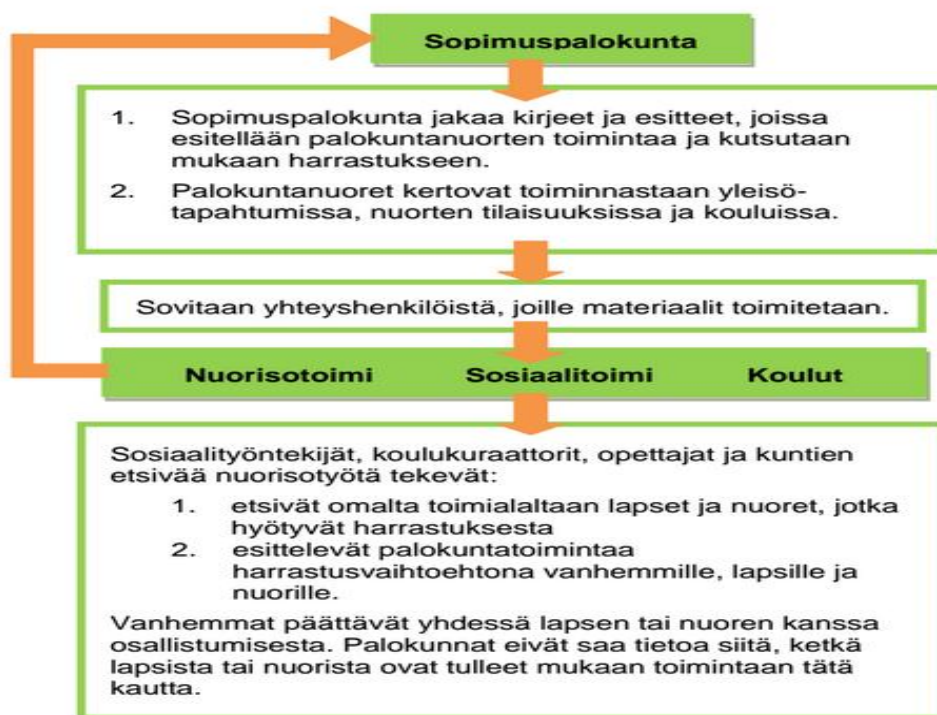 Sopimuspalokunta
1. Sopimuspalokunta jakaa kirjeet ja esitteet, joissa
esitellään palokuntanuorten toimintaa ja kutsutaan
mukaan harrastukseen.
2. Palokuntanuoret kertovat toiminnastaan yleisö-
tapahtumissa, nuorten tilaisuuksissa ja kouluissa.
Sovitaan yhteyshenkilöistä, joille materiaalit toimitetaan.
Nuorisotoimi Sosiaalitoimi Koulut
Sosiaalityöntekijät, koulukuraattorit, opettajat ja kuntien
etsivää nuorisotyötä tekevät:
1. etsivät omalta toimialaltaan lapset ja nuoret, jotka
hyötyvät harrastuksesta
2. esittelevät palokuntatoimintaa
harrastusvaihtoehtona vanhemmille, lapsille ja
nuorille.
Vanhemmat päättävät yhdessä lapsen tai nuoren kanssa
osallistumisesta. Palokunnat eivät saa tietoa siitä, ketkä
lapsista tai nuorista ovat tulleet mukaan toimintaan tätä
kautta.